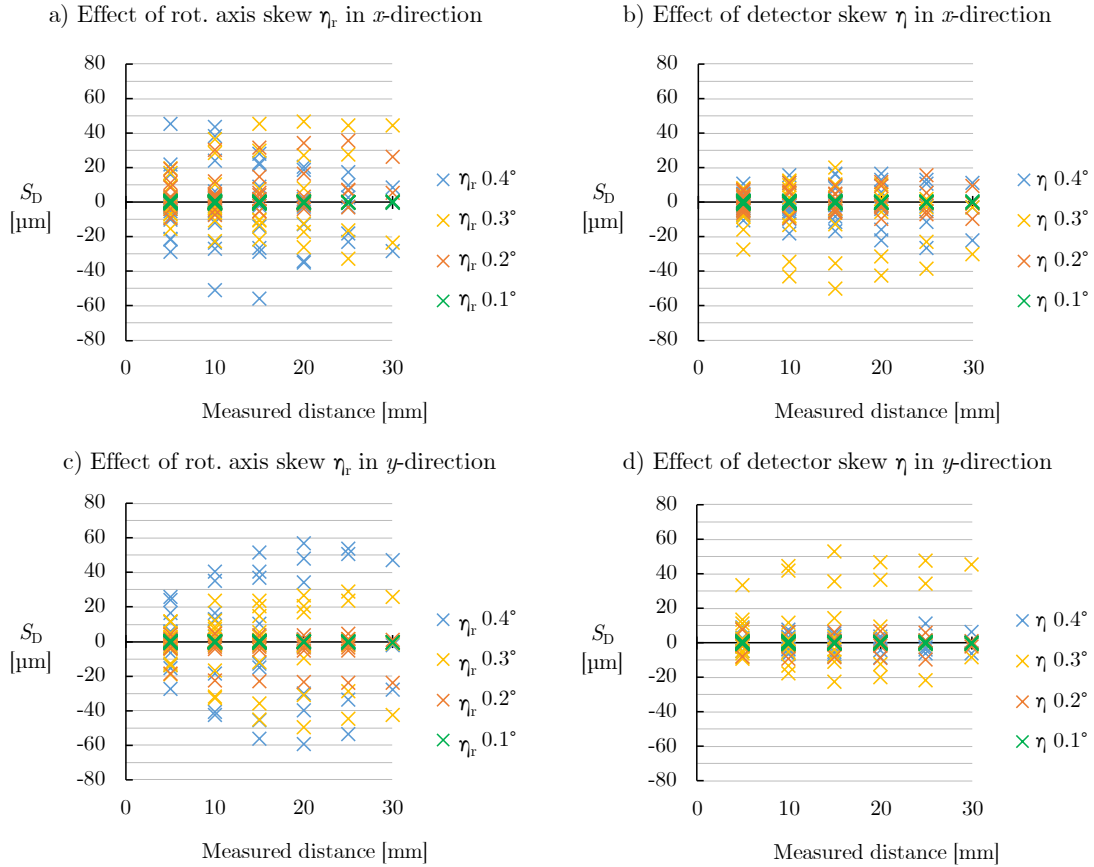 a) Effect of rot. axis skew ηr in x-direction
80
60
40
20
0
-20
-40
-60
-80
SD
[µm]
0
10
20
30
Measured distance [mm]
ηr 0.4°
ηr 0.3°
ηr 0.2°
ηr 0.1°
b) Effect of detector skew η in x-direction
80
60
40
20
0
-20
-40
-60
-80
SD
[µm]
0
10
20
30
Measured distance [mm]
η 0.4°
η 0.3°
η 0.2°
η 0.1°
c) Effect of rot. axis skew ηr in y-direction
80
60
40
20
0
-20
-40
-60
-80
SD
[µm]
0
10
20
30
Measured distance [mm]
ηr 0.4°
ηr 0.3°
ηr 0.2°
ηr 0.1°
d) Effect of detector skew η in y-direction
80
60
40
20
0
-20
-40
-60
-80
SD
[µm]
0
10
20
30
Measured distance [mm]
η 0.4°
η 0.3°
η 0.2°
η 0.1°